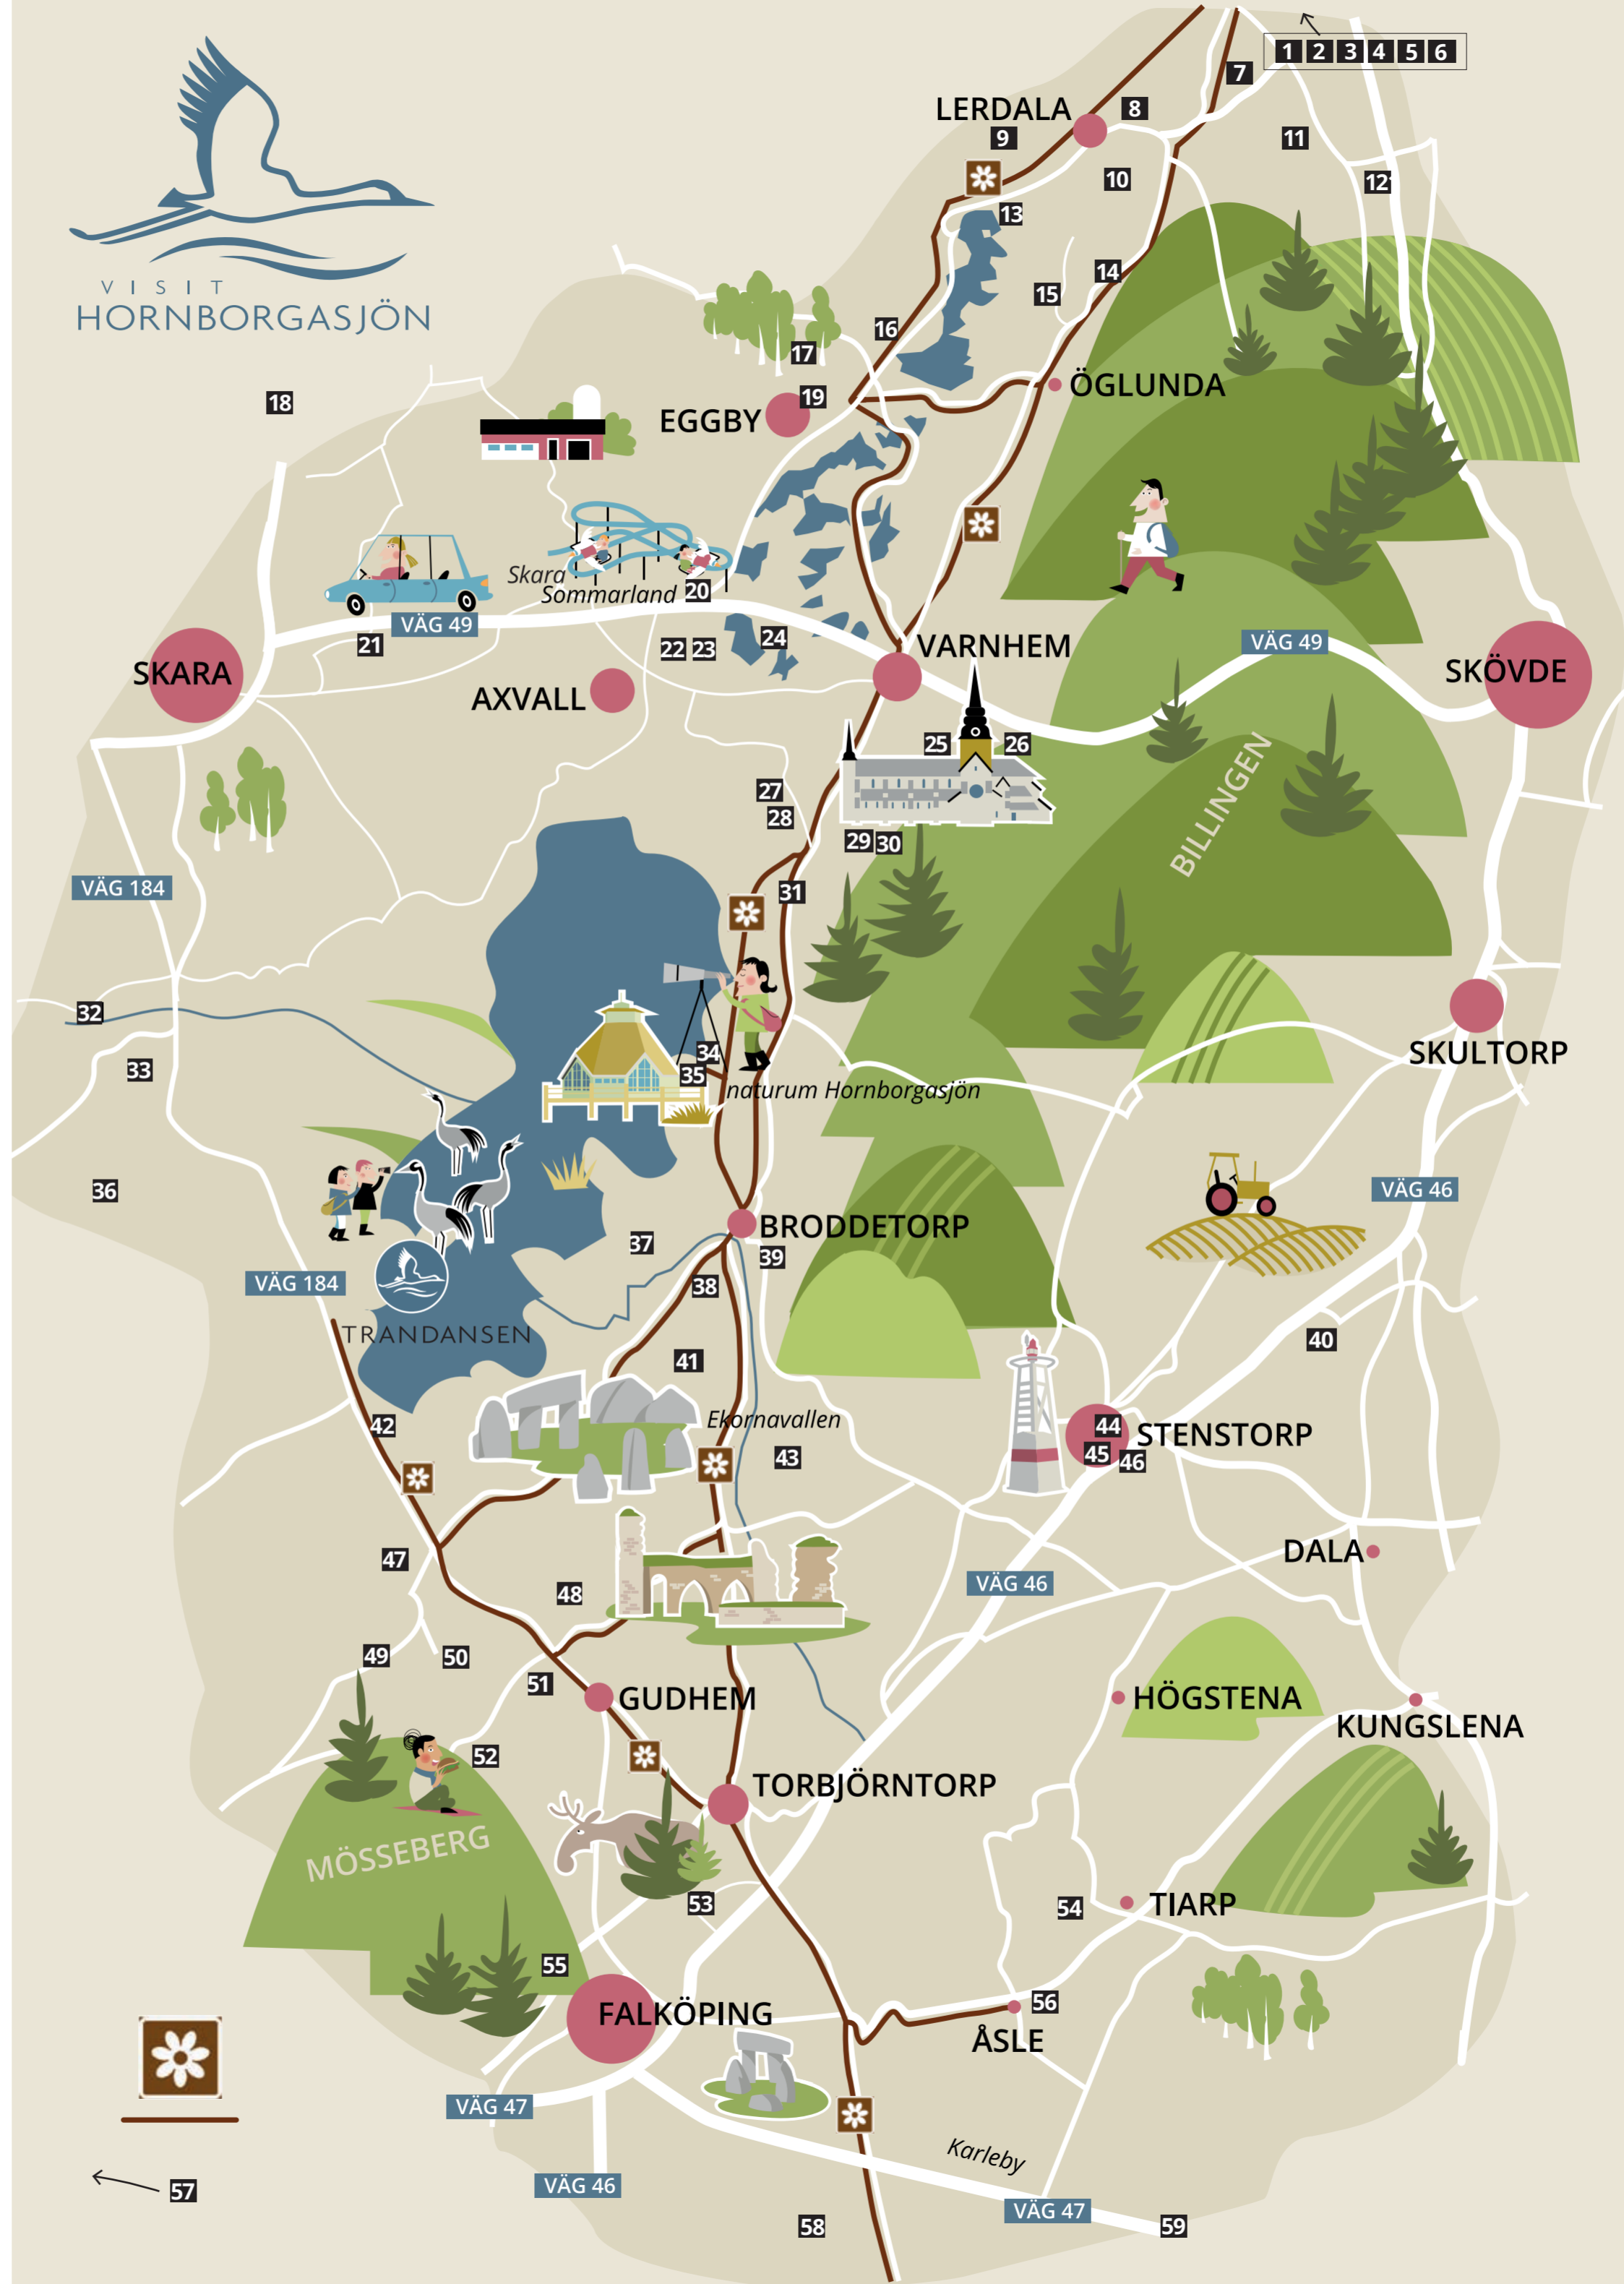 1 2 3 4 5 6
7
LERDALA
8
9
11
10
12
13
VISIT
HORNBORGASJÖN
14
15
16
17
ÖGLUNDA
18
19
EGGBY
Skara
Sommarland
20
VÄG 49
21
22 23
24
VARNHEM
VÄG 49
SKARA
SKÖVDE
AXVALL
25
26
BILLINGEN
27
28
29 30
VÄG 184
31
32
33
34
35
naturum Hornborgasjön
SKULTORP
36
VÄG 46
BRODDETORP
37
39
38
VÄG 184
TRANDANSEN
40
41
42
Ekornavallen
43
44
45 46
STENSTORP
47
48
DALA
VÄG 46
49
50
51
GUDHEM
HÖGSTENA
KUNGSLENA
52
TORBJÖRNTORP
MÖSSEBERG
53
54
TIARP
55
56
FALKÖPING
ÅSLE
VÄG 47
Karleby
57
VÄG 46
VÄG 47
58
59